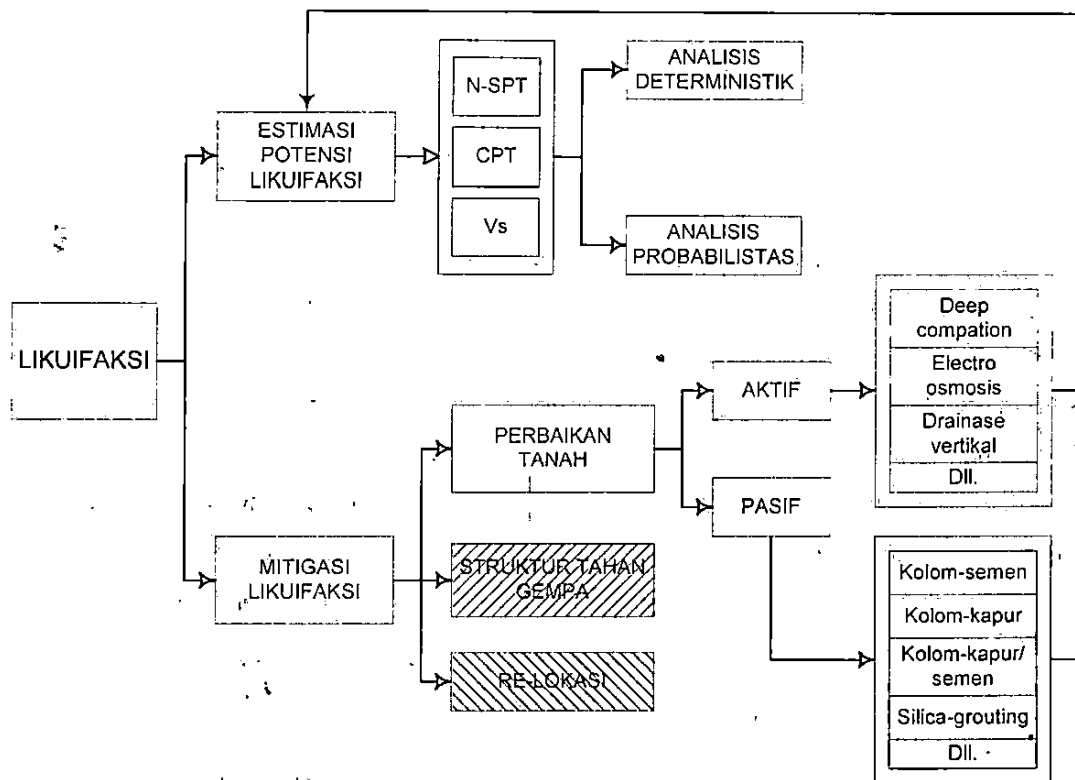 ANALISIS
DETERMINISTIK
N-SPT
ESTIMASI
POTENSI
LIKUIFAKSI
CPT
Vs
ANALISIS
PROBABILISTAS
LIKUIFAKSI
Deep
compation
Electro
osmosis
Drainase
vertikal
Dll.
AKTIF
PERBAIKAN
TANAH
PASIF
MITIGASI
LIKUIFAKSI
STRUKTUR TAHAN
GEMPA
RE-LOKASI
Kolom-semen
Kolom-kapur
Kolom-kapur/
semen
Silica-grouting
Dll.